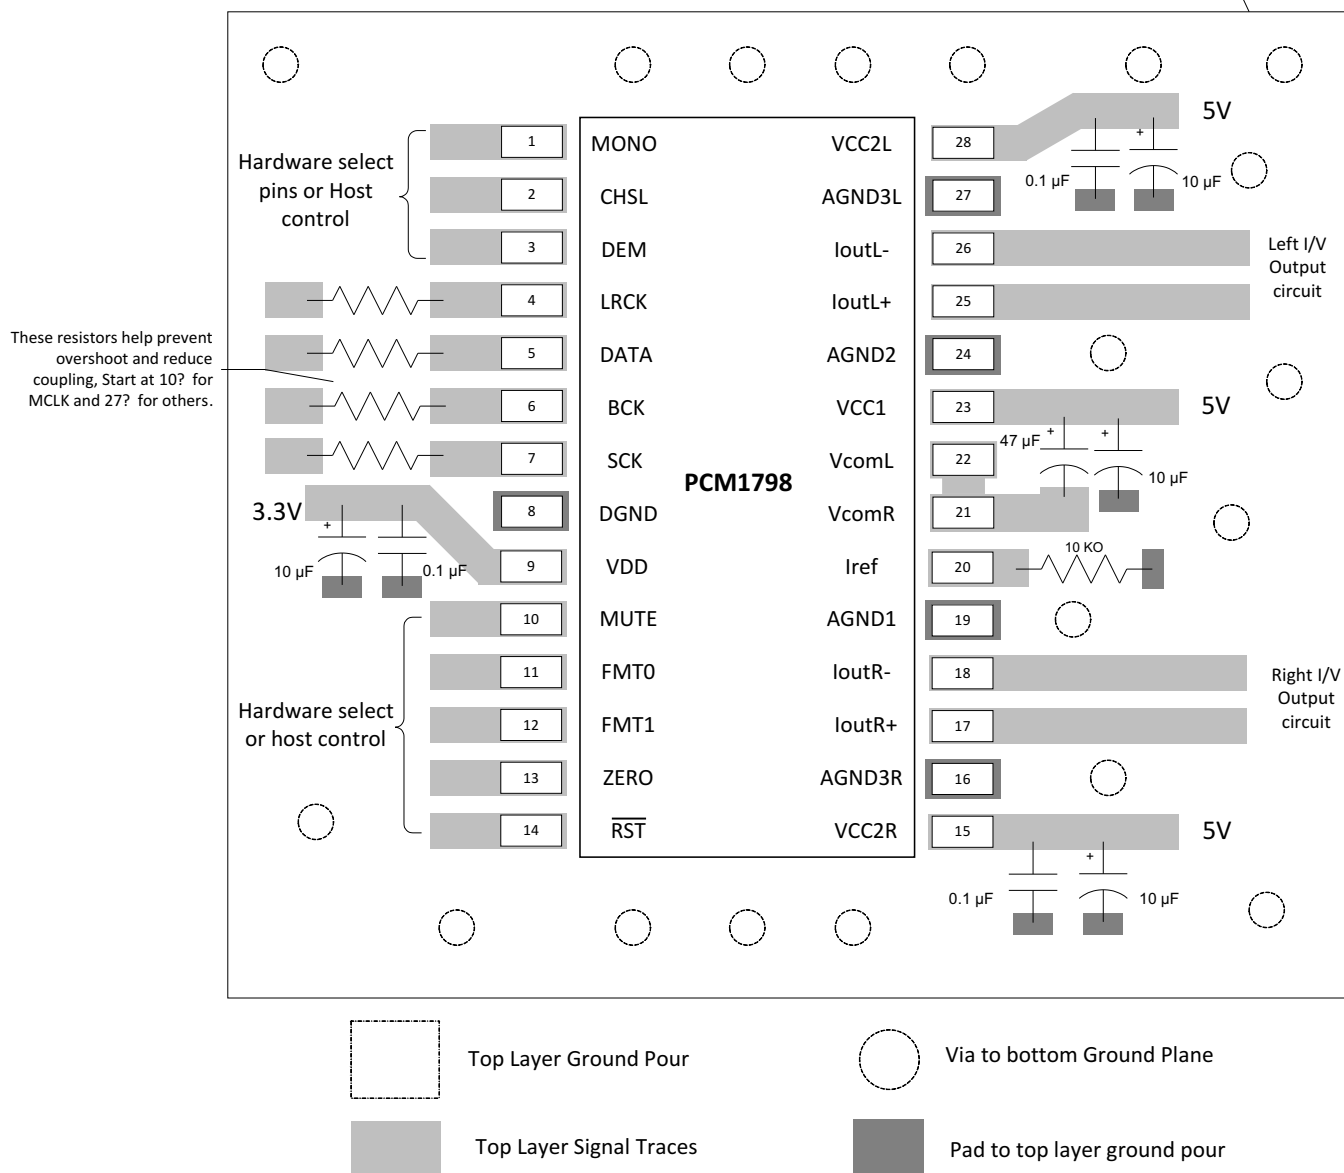 5V
1
MONO
VCC2L
28
Hardware select
pins or Host
control
0.1 µF
+
10 µF
2
CHSL
AGND3L
27
3
DEM
IoutL-
26
Left I/V
Output
circuit
4
LRCK
IoutL+
25
These resistors help prevent
overshoot and reduce
coupling, Start at 10? for
MCLK and 27? for others.
5
DATA
AGND2
24
6
BCK
VCC1
23
5V
47 µF
+
+
10 µF
7
SCK
VcomL
22
PCM1798
3.3V
8
DGND
VcomR
21
+
10 µF
0.1 µF
9
VDD
Iref
20
10 KO
10
MUTE
AGND1
19
11
FMT0
IoutR-
18
Right I/V
Output
circuit
Hardware select
or host control
12
FMT1
IoutR+
17
13
ZERO
AGND3R
16
14
RST
VCC2R
15
5V
0.1 µF
+
10 µF
Top Layer Ground Pour
Via to bottom Ground Plane
Top Layer Signal Traces
Pad to top layer ground pour